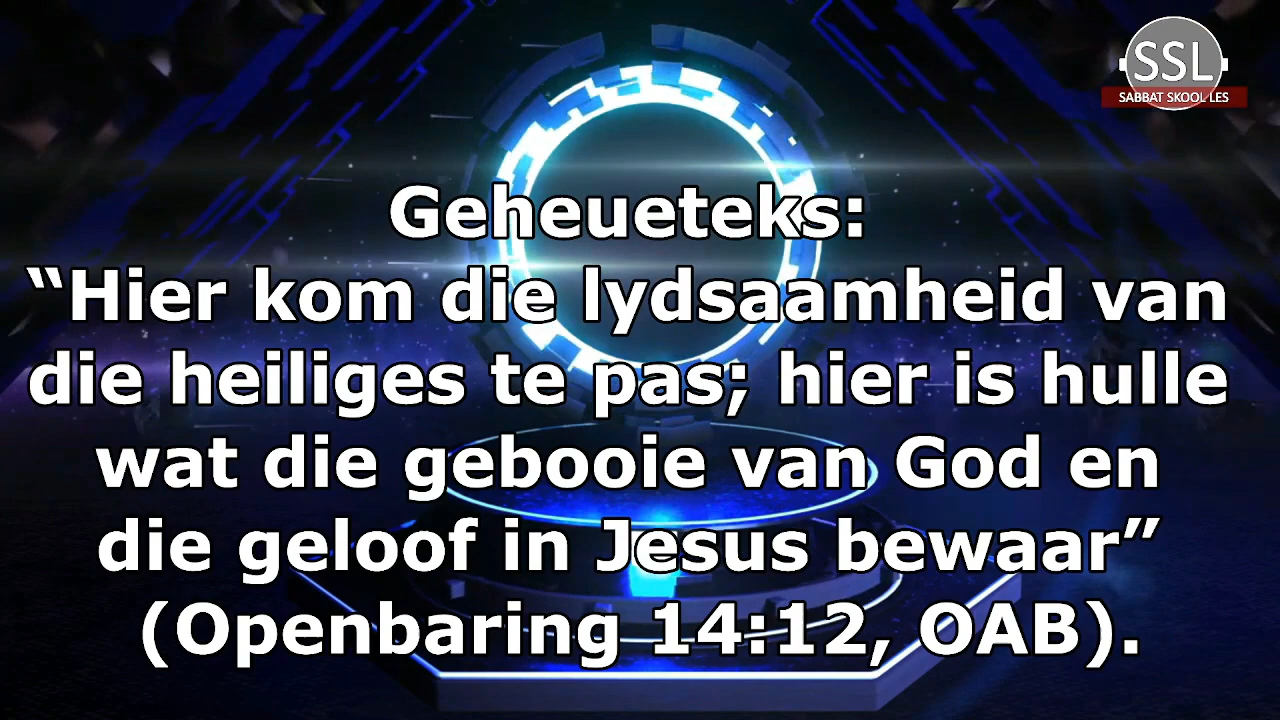 SSL
SABBAT SKOOL LES
Geheueteks:
“Hier kom die lydsaamheid van
die heiliges te pas; hier is hulle
wat die gebooie van God en
die geloof in Jesus bewaar”
(Openbaring 14:12, OAB).